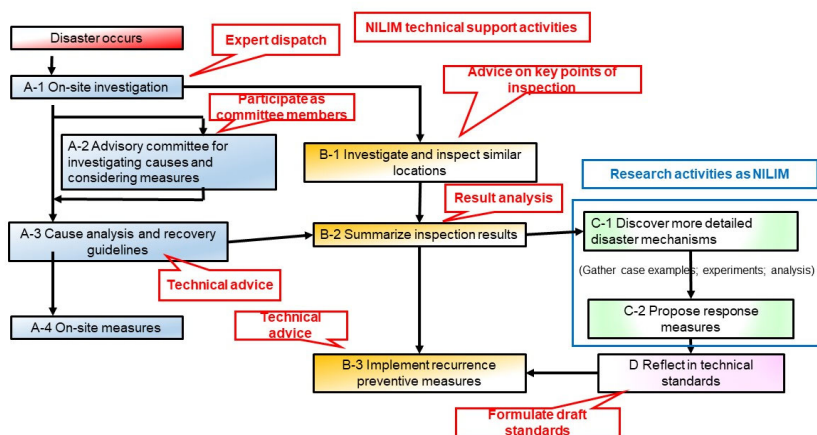 NILIM technical support activities
Disaster occurs
Expert dispatch
A-1 On-site investigation
Advice on key points of
inspection
Participate as
committee members
A-2 Advisory committee for
investigating causes and
considering measures
B-1 Investigate and inspect similar
locations
Research activities as NILIM
Result analysis
A-3 Cause analysis and recovery
guidelines
B-2 Summarize inspection results
C-1 Discover more detailed
disaster mechanisms
(Gather case examples; experiments; analysis)
Technical advice
A-4 On-site measures
Technical
advice
C-2 Propose response
measures
B-3 Implement recurrence
preventive measures
D Reflect in technical
standards
Formulate draft
standards